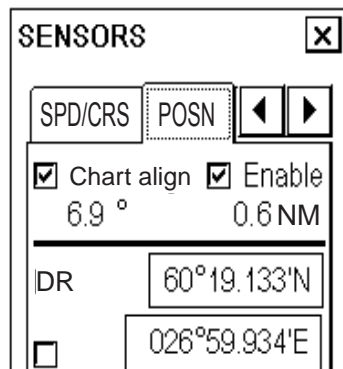 SENSORS
SPD/CRS POSN
Chart align Enable
6.9 ° 0.6 NM
DR 60°19.133'N
026°59.934'E